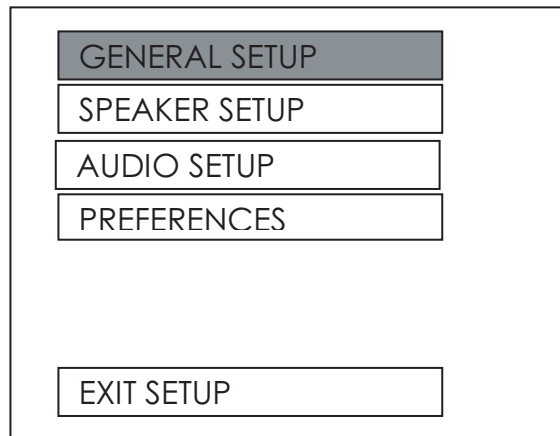 GENERAL SETUP
SPEAKER SETUP
AUDIO SETUP
PREFERENCES
EXIT SETUP